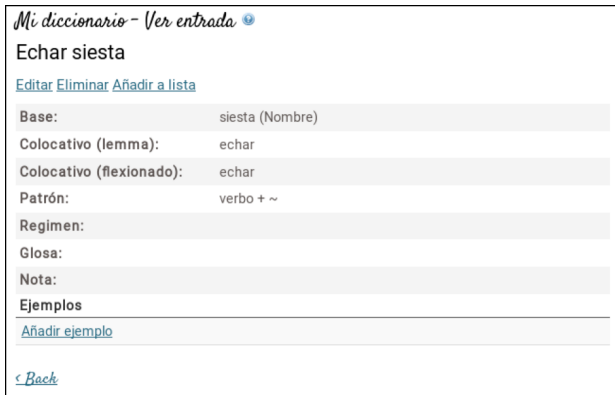 Mi diccionario - Ver entrada
Echar siesta
Editar Eliminar Añadir a lista
Base: siesta (Nombre)
Colocativo (lemma): echar
Colocativo (flexionado): echar
Patrón: verbo + ~
Regimen:
Glosa:
Nota:
Ejemplos
Añadir ejemplo
< Back